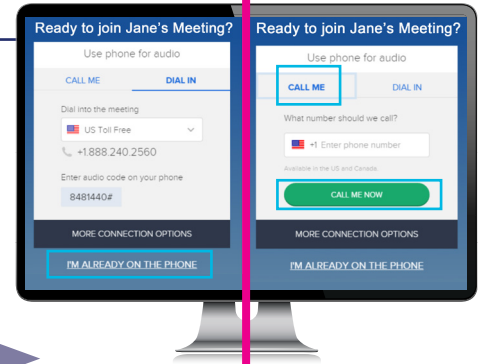 Ready to join Jane's Meeting?
Use phone for audio
CALL ME
DIAL IN
Dial into the meeting
US Toll Free
+1.888.240.2560
Enter audio code on your phone
8481440#
MORE CONNECTION OPTIONS
I'M ALREADY ON THE PHONE
Ready to join Jane's Meeting?
Use phone for audio
CALL ME
DIAL IN
What number should we call?
+1 Enter phone number
Available in the US and Canada
CALL ME NOW
MORE CONNECTION OPTIONS
I'M ALREADY ON THE PHONE